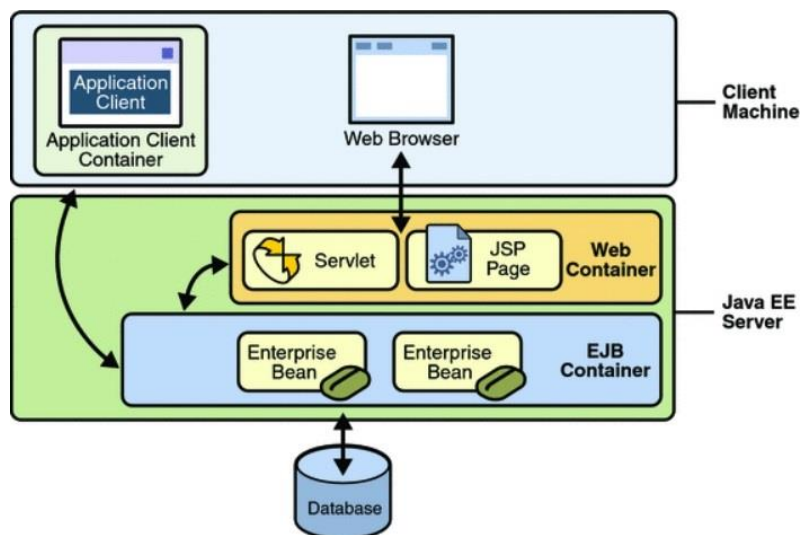 Application
Client
Application Client
Container
Web Browser
Client
Machine
Servlet
JSP
Page
Web
Container
Java EE
Server
Enterprise
Bean
Enterprise
Bean
EJB
Container
Database